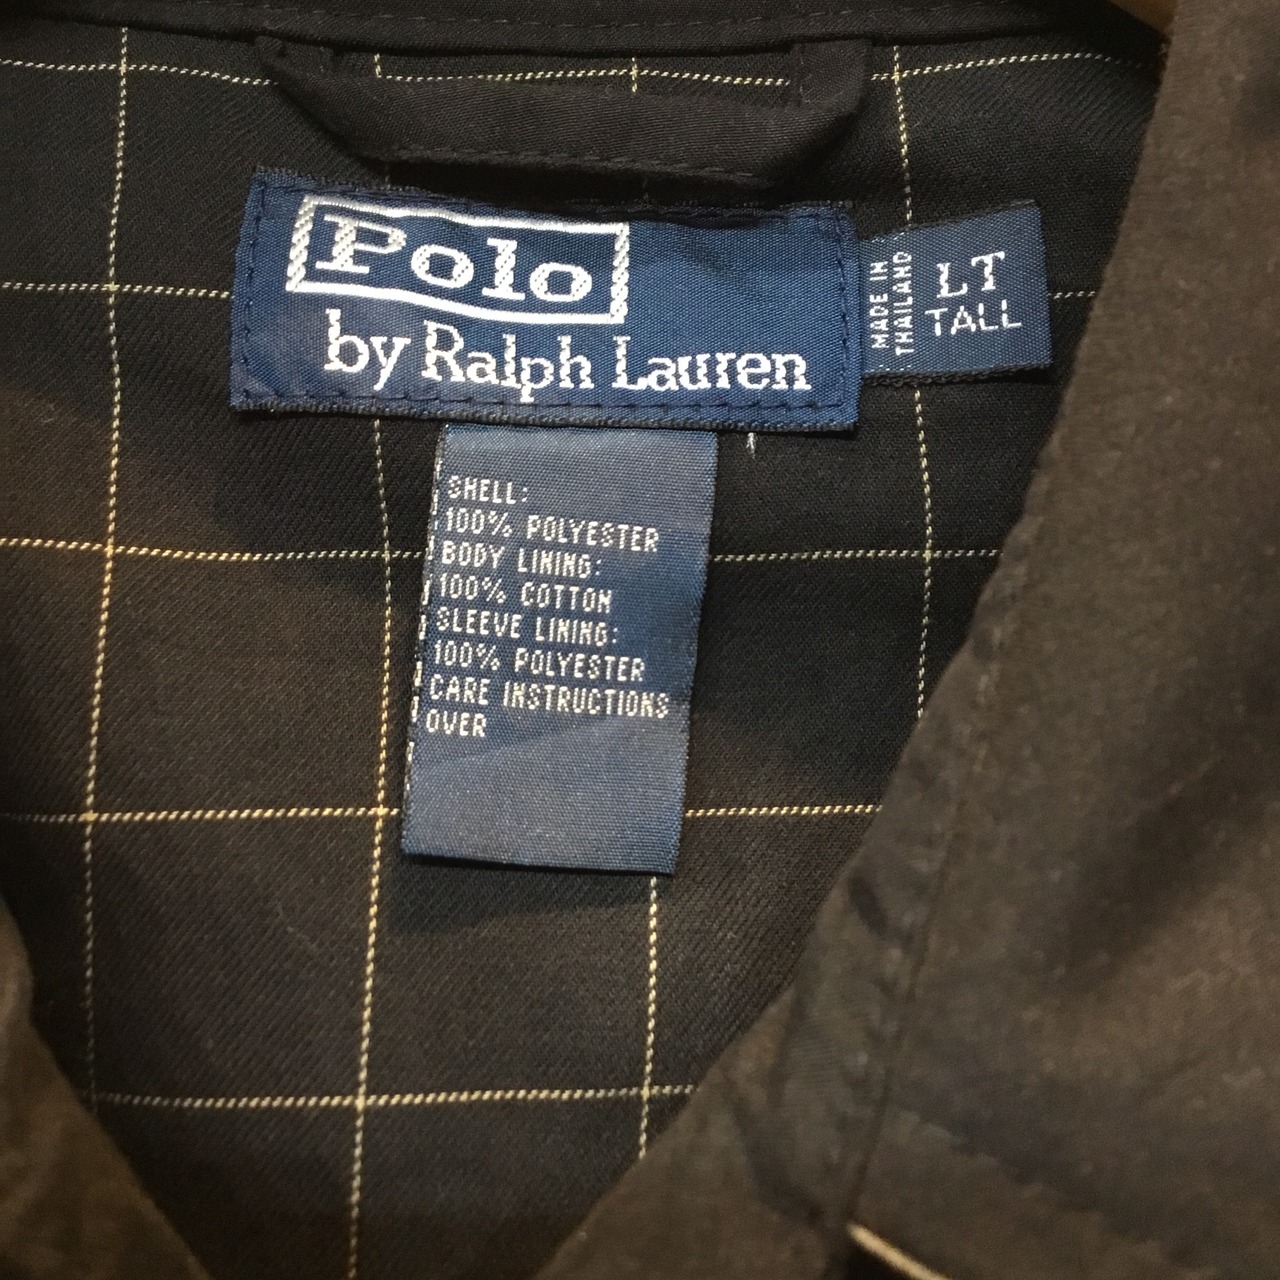 Polo
by Ralph Lauren
MADE IN
THAILAND
LT
TALL
SHELL:
100% POLYESTER
BODY LINING:
100% COTTON
SLEEVE LINING:
100% POLYESTER
CARE INSTRUCTIONS
OVER